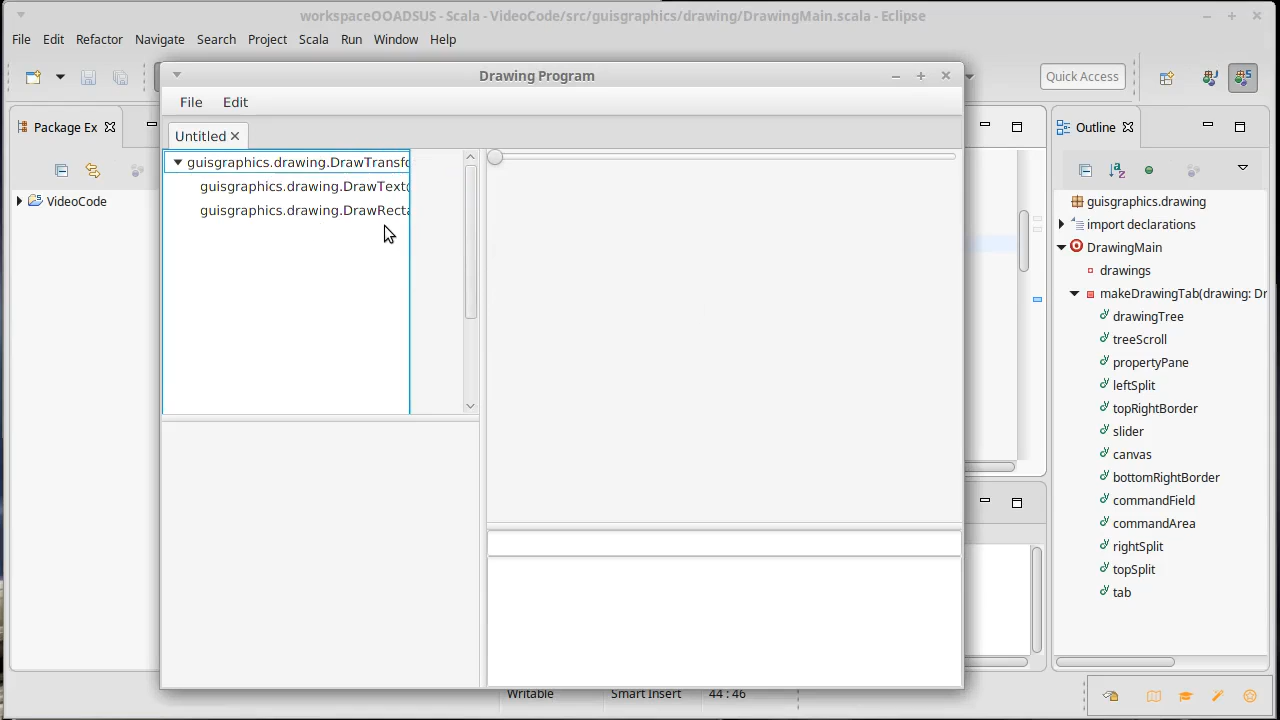 workspaceOOADSUS - Scala - VideoCode/src/guisgraphics/drawing/DrawingMain.scala - Eclipse
File Edit Refactor Navigate Search Project Scala Run Window Help
Quick Access
Drawing Program
File Edit
Untitled
guisgraphics.drawing.DrawTransfo
guisgraphics.drawing.DrawText(
guisgraphics.drawing.DrawRecta
Package Ex
VideoCode
Outline
guisgraphics.drawing
import declarations
DrawingMain
drawings
makeDrawingTab(drawing: Dr
drawingTree
treeScroll
propertyPane
leftSplit
topRightBorder
slider
canvas
bottomRightBorder
commandField
commandArea
rightSplit
topSplit
tab
Writable Smart Insert 44 : 46